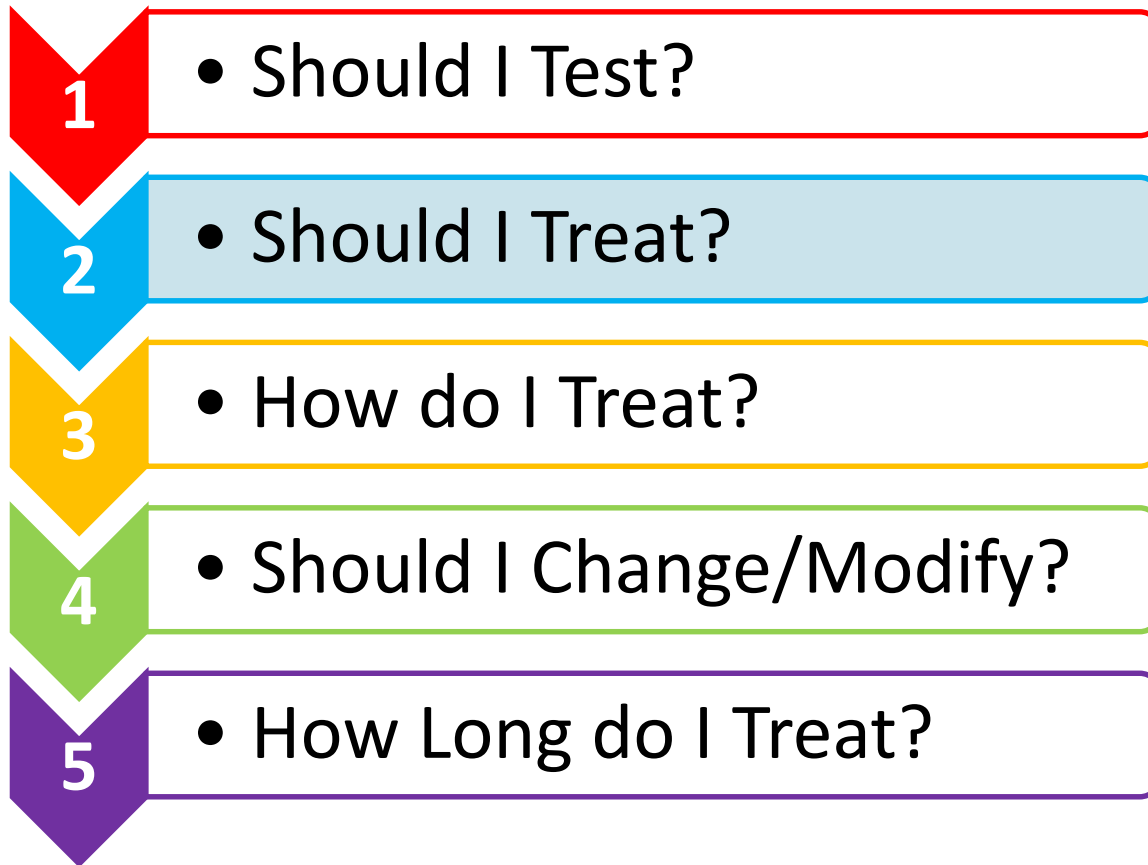 1 • Should I Test?
2 • Should I Treat?
3 • How do I Treat?
4 • Should I Change/Modify?
5 • How Long do I Treat?